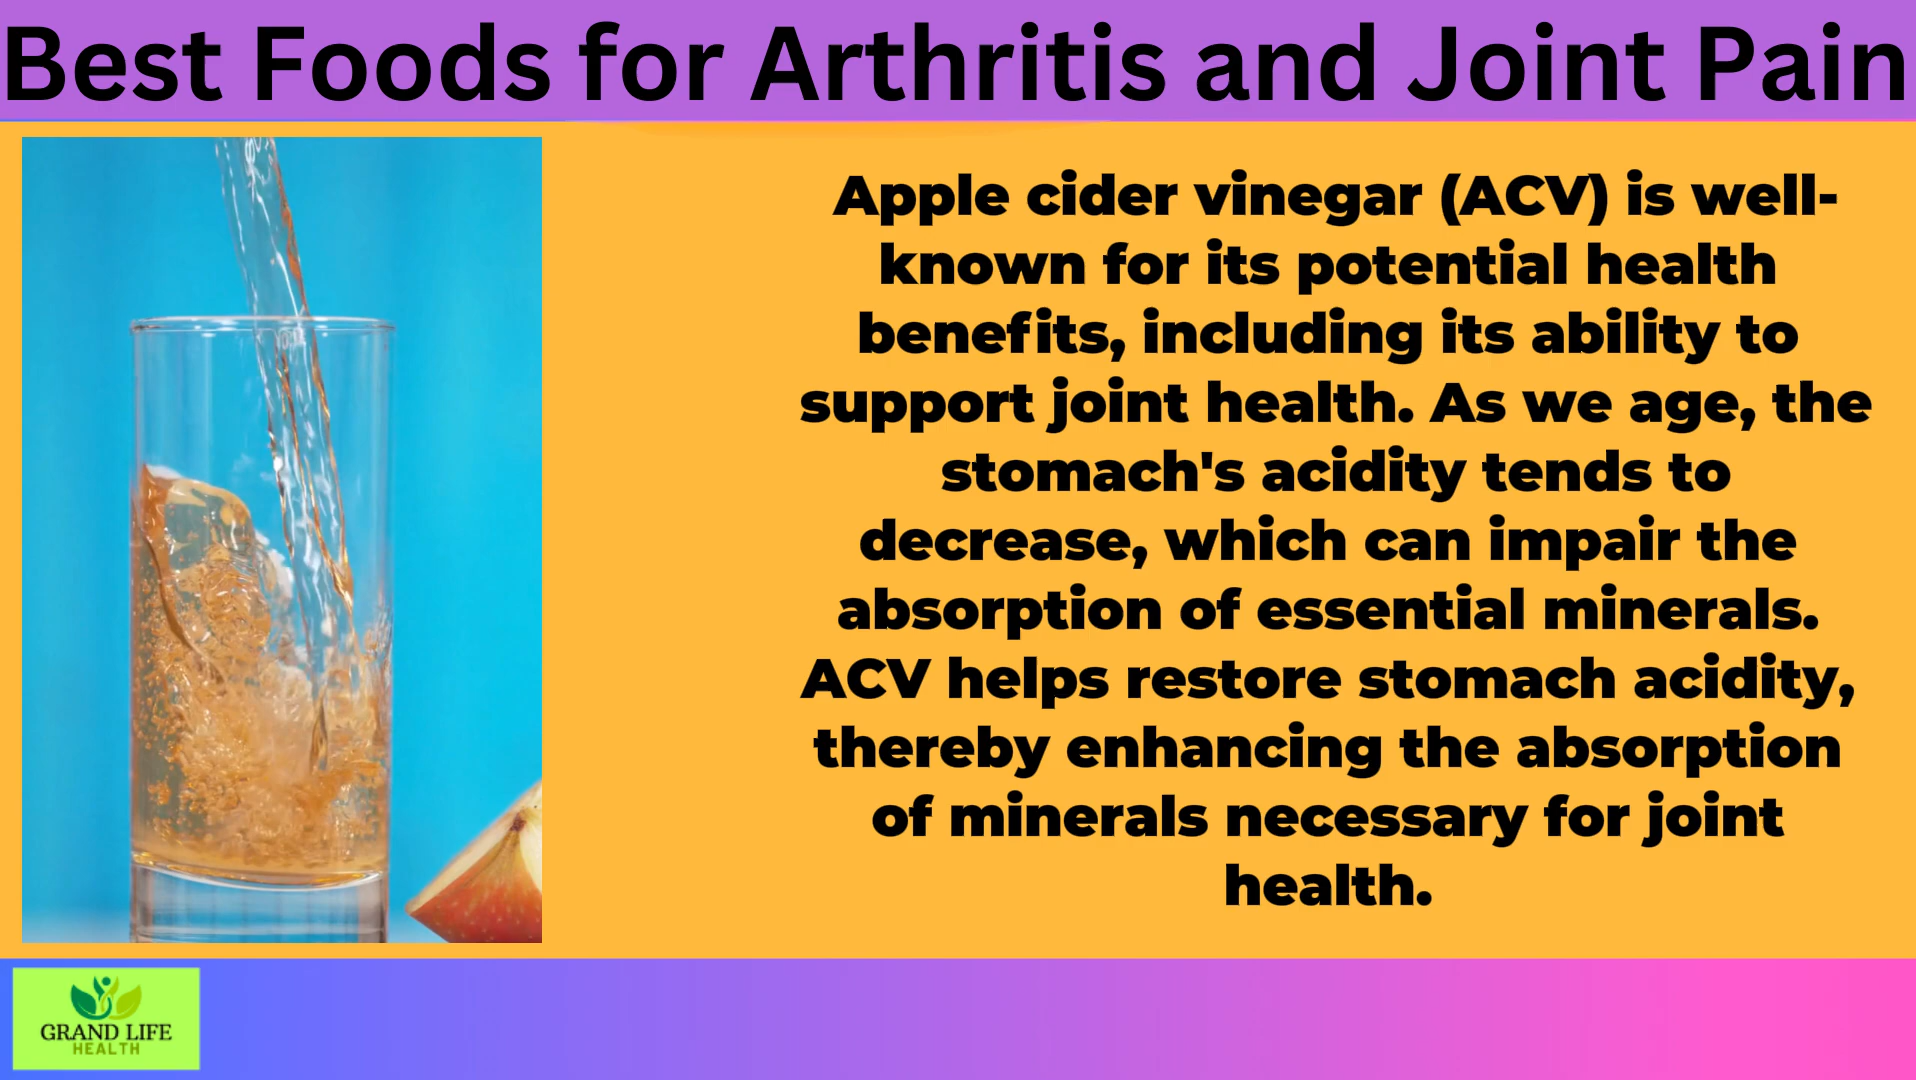 Best Foods for Arthritis and Joint Pain
Apple cider vinegar (ACV) is well-
known for its potential health
benefits, including its ability to
support joint health. As we age, the
stomach's acidity tends to
decrease, which can impair the
absorption of essential minerals.
ACV helps restore stomach acidity,
thereby enhancing the absorption
of minerals necessary for joint
health.
GRAND LIFE
HEALTH